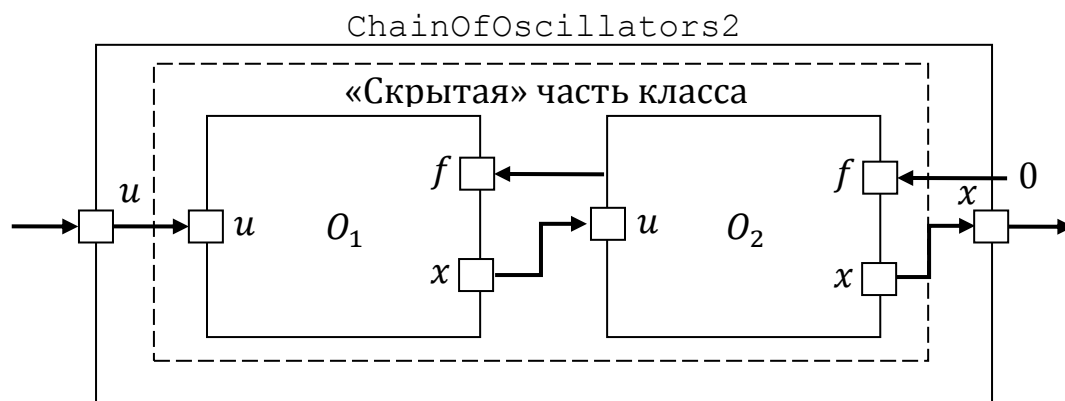 ChainOfOscillators2
«Скрытая» часть класса
f
f
0
u
x
u
O₁
u
O₂
x
x